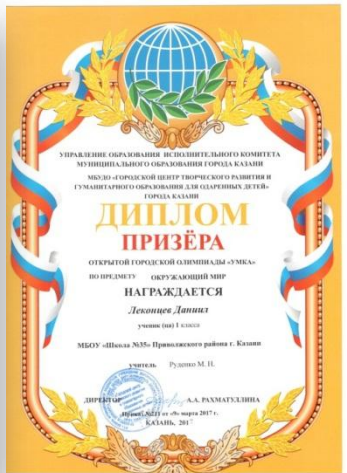 УПРАВЛЕНИЕ ОБРАЗОВАНИЯ ИСПОЛНИТЕЛЬНОГО КОМИТЕТА
МУНИЦИПАЛЬНОГО ОБРАЗОВАНИЯ ГОРОДА КАЗАНИ
МБУДО «ГОРОДСКОЙ ЦЕНТР ТВОРЧЕСКОГО РАЗВИТИЯ И
ГУМАНИТАРНОГО ОБРАЗОВАНИЯ ДЛЯ ОДАРЕННЫХ ДЕТЕЙ»
ГОРОДА КАЗАНИ
ДИПЛОМ
ПРИЗЁРА
ОТКРЫТОЙ ГОРОДСКОЙ ОЛИМПИАДЫ «УМКА»
ПО ПРЕДМЕТУ ОКРУЖАЮЩИЙ МИР
НАГРАЖДАЕТСЯ
Леконцев Даниил
ученик (ца) 1 класса
МБОУ «Школа №35» Приволжского района г. Казани
учитель Руденко М. Н.
ДИРЕКТОР А.А. РАХМАТУЛЛИНА
от «9» марта 2017 г.
КАЗАНЬ, 2017